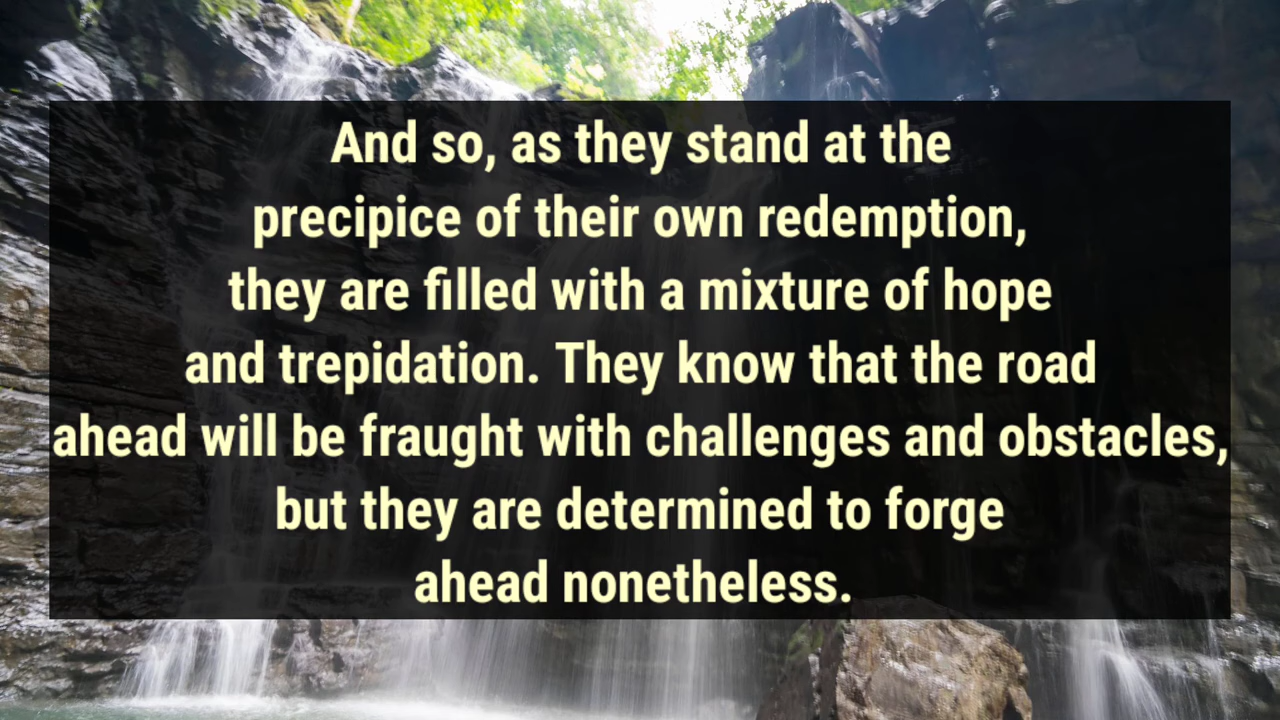 And so, as they stand at the
precipice of their own redemption,
they are filled with a mixture of hope
and trepidation. They know that the road
ahead will be fraught with challenges and obstacles,
but they are determined to forge
ahead nonetheless.